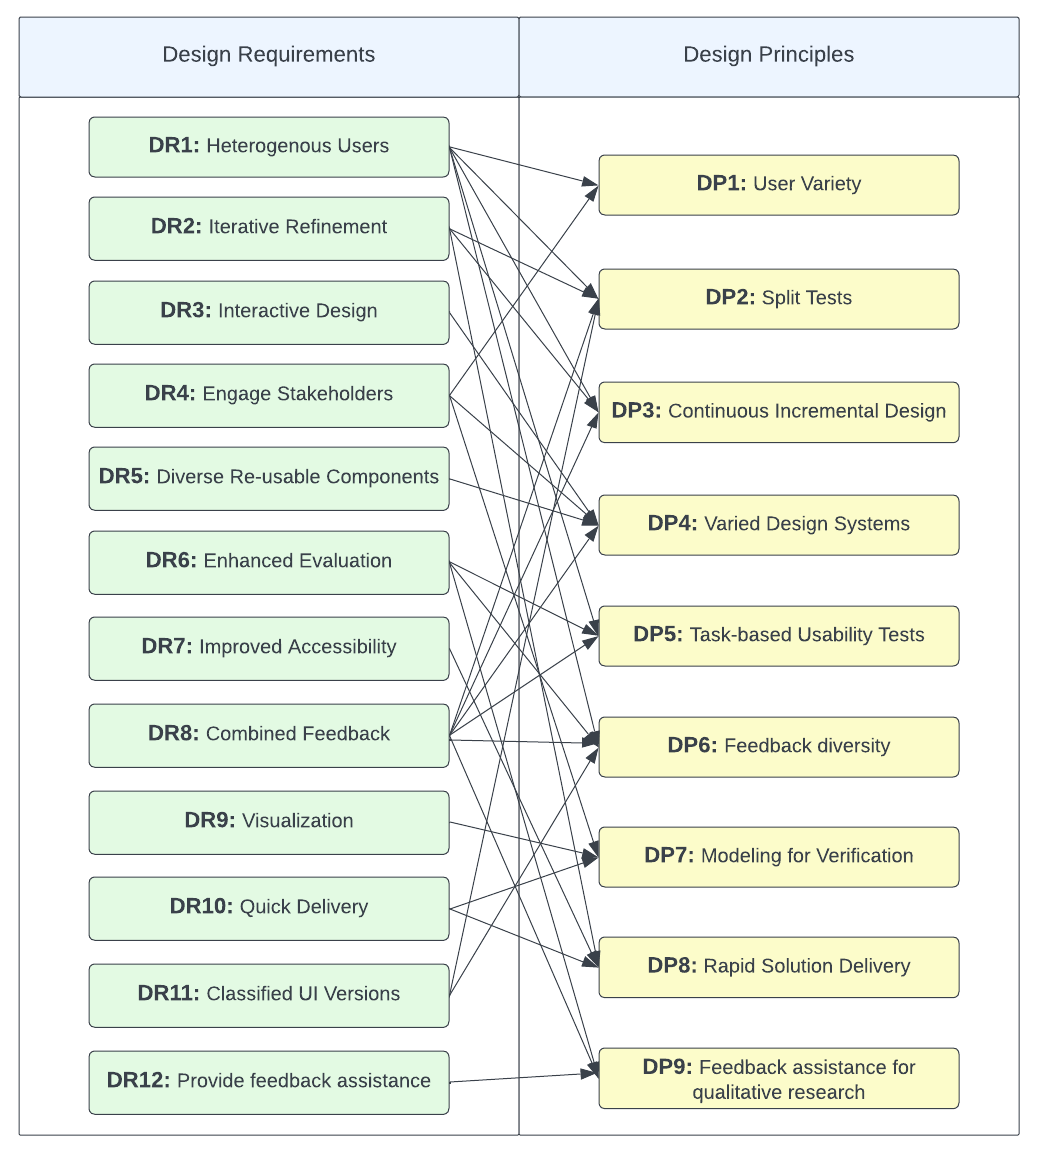 Design Requirements
Design Principles
DR1: Heterogenous Users
DR2: Iterative Refinement
DR3: Interactive Design
DR4: Engage Stakeholders
DR5: Diverse Re-usable Components
DR6: Enhanced Evaluation
DR7: Improved Accessibility
DR8: Combined Feedback
DR9: Visualization
DR10: Quick Delivery
DR11: Classified UI Versions
DR12: Provide feedback assistance
DP1: User Variety
DP2: Split Tests
DP3: Continuous Incremental Design
DP4: Varied Design Systems
DP5: Task-based Usability Tests
DP6: Feedback diversity
DP7: Modeling for Verification
DP8: Rapid Solution Delivery
DP9: Feedback assistance for
qualitative research